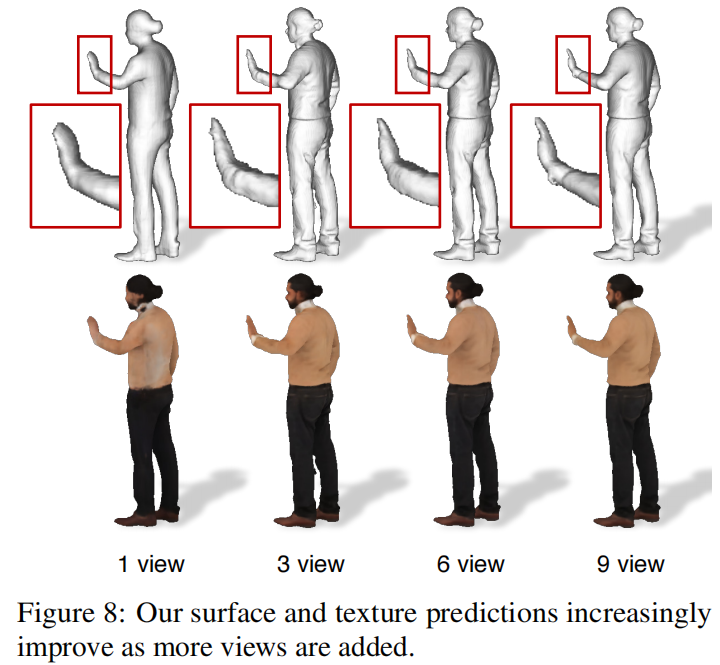 1 view 3 view 6 view 9 view
Figure 8: Our surface and texture predictions increasingly
improve as more views are added.